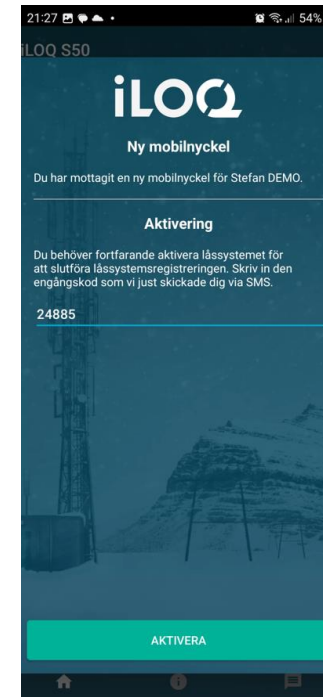 21:27 54%
iLOQ S50
iLOQ
Ny mobilnyckel
Du har mottagit en ny mobilnyckel för Stefan DEMO.
Aktivering
Du behöver fortfarande aktivera låssystemet för
att slutföra låssystemsregistreringen. Skriv in den
engångskod som vi just skickade dig via SMS.
24885
AKTIVERA